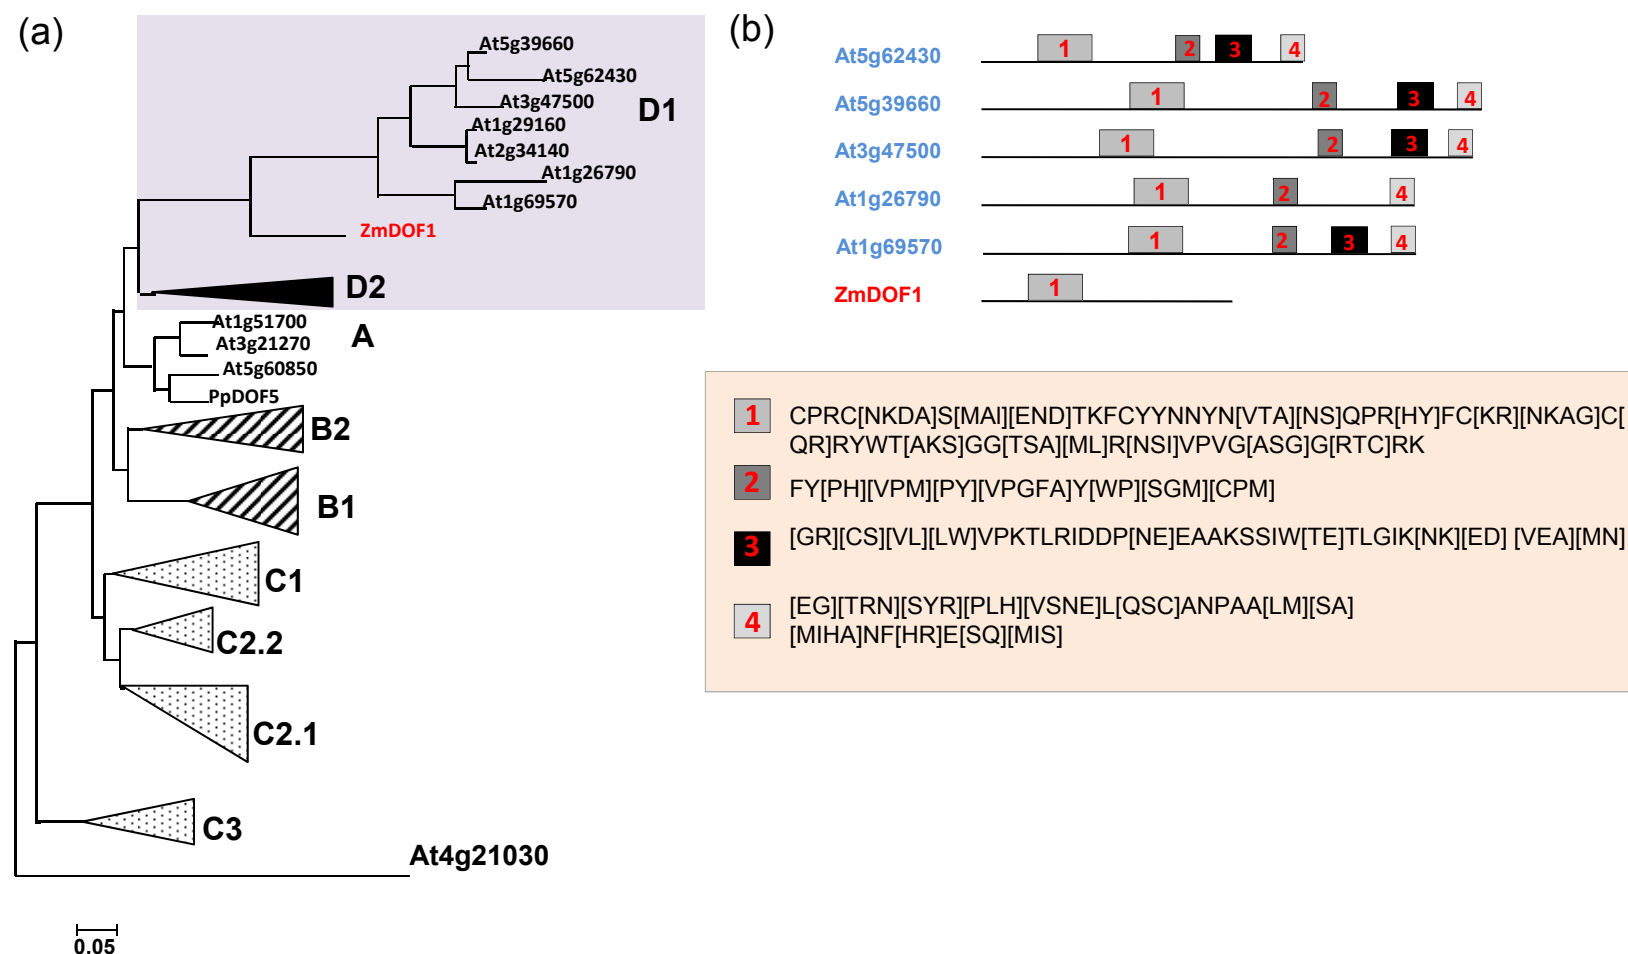 (a)
At5g39660
At5g62430
At3g47500
D1
At1g29160
At2g34140
At1g26790
At1g69570
ZmDOF1
D2
At1g51700
A
At3g21270
At5g60850
PpDOF5
B2
B1
C1
C2.2
C2.1
C3
At4g21030
0.05
(b)
At5g62430 1 2 3 4
At5g39660 1 2 3 4
At3g47500 1 2 3 4
At1g26790 1 2 4
At1g69570 1 2 3 4
ZmDOF1 1
1 CPRC[NKDA]S[MAI][END]TKFCYYNNYN[VTA][NS]QPR[HY]FC[KR][NKAG]C[
QR]RYWT[AKS]GG[TSA][ML]R[NSI]VPVG[ASG]G[RTC]RK
2 FY[PH][VPM][PY][VPGFA]Y[WP][SGM][CPM]
3 [GR][CS][VL][LW]VPKTLRIDDP[NE]EAAKSSIW[TE]TLGIK[NK][ED] [VEA][MN]
4 [EG][TRN][SYR][PLH][VSNE]L[QSC]ANPAA[LM][SA]
[MIHA]NF[HR]E[SQ][MIS]